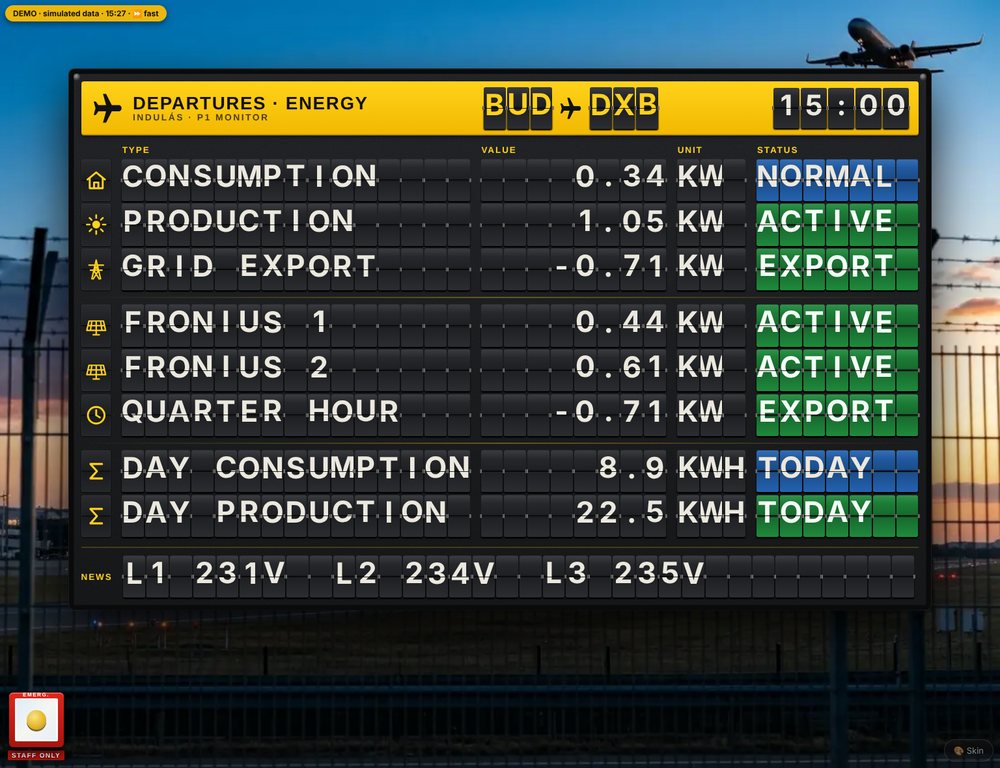 DEMO · simulated data · 15:27 · ⏩ fast
DEPARTURES · ENERGY
INDULÁS · P1 MONITOR
BUD ✈ DXB
15:00
TYPE VALUE UNIT STATUS
CONSUMPTION 0.34 KW NORMAL
PRODUCTION 1.05 KW ACTIVE
GRID EXPORT -0.71 KW EXPORT
FRONIUS 1 0.44 KW ACTIVE
FRONIUS 2 0.61 KW ACTIVE
QUARTER HOUR -0.71 KW EXPORT
Σ DAY CONSUMPTION 8.9 KWH TODAY
Σ DAY PRODUCTION 22.5 KWH TODAY
NEWS L1 231V L2 234V L3 235V
EMERG.
STAFF ONLY
Skin